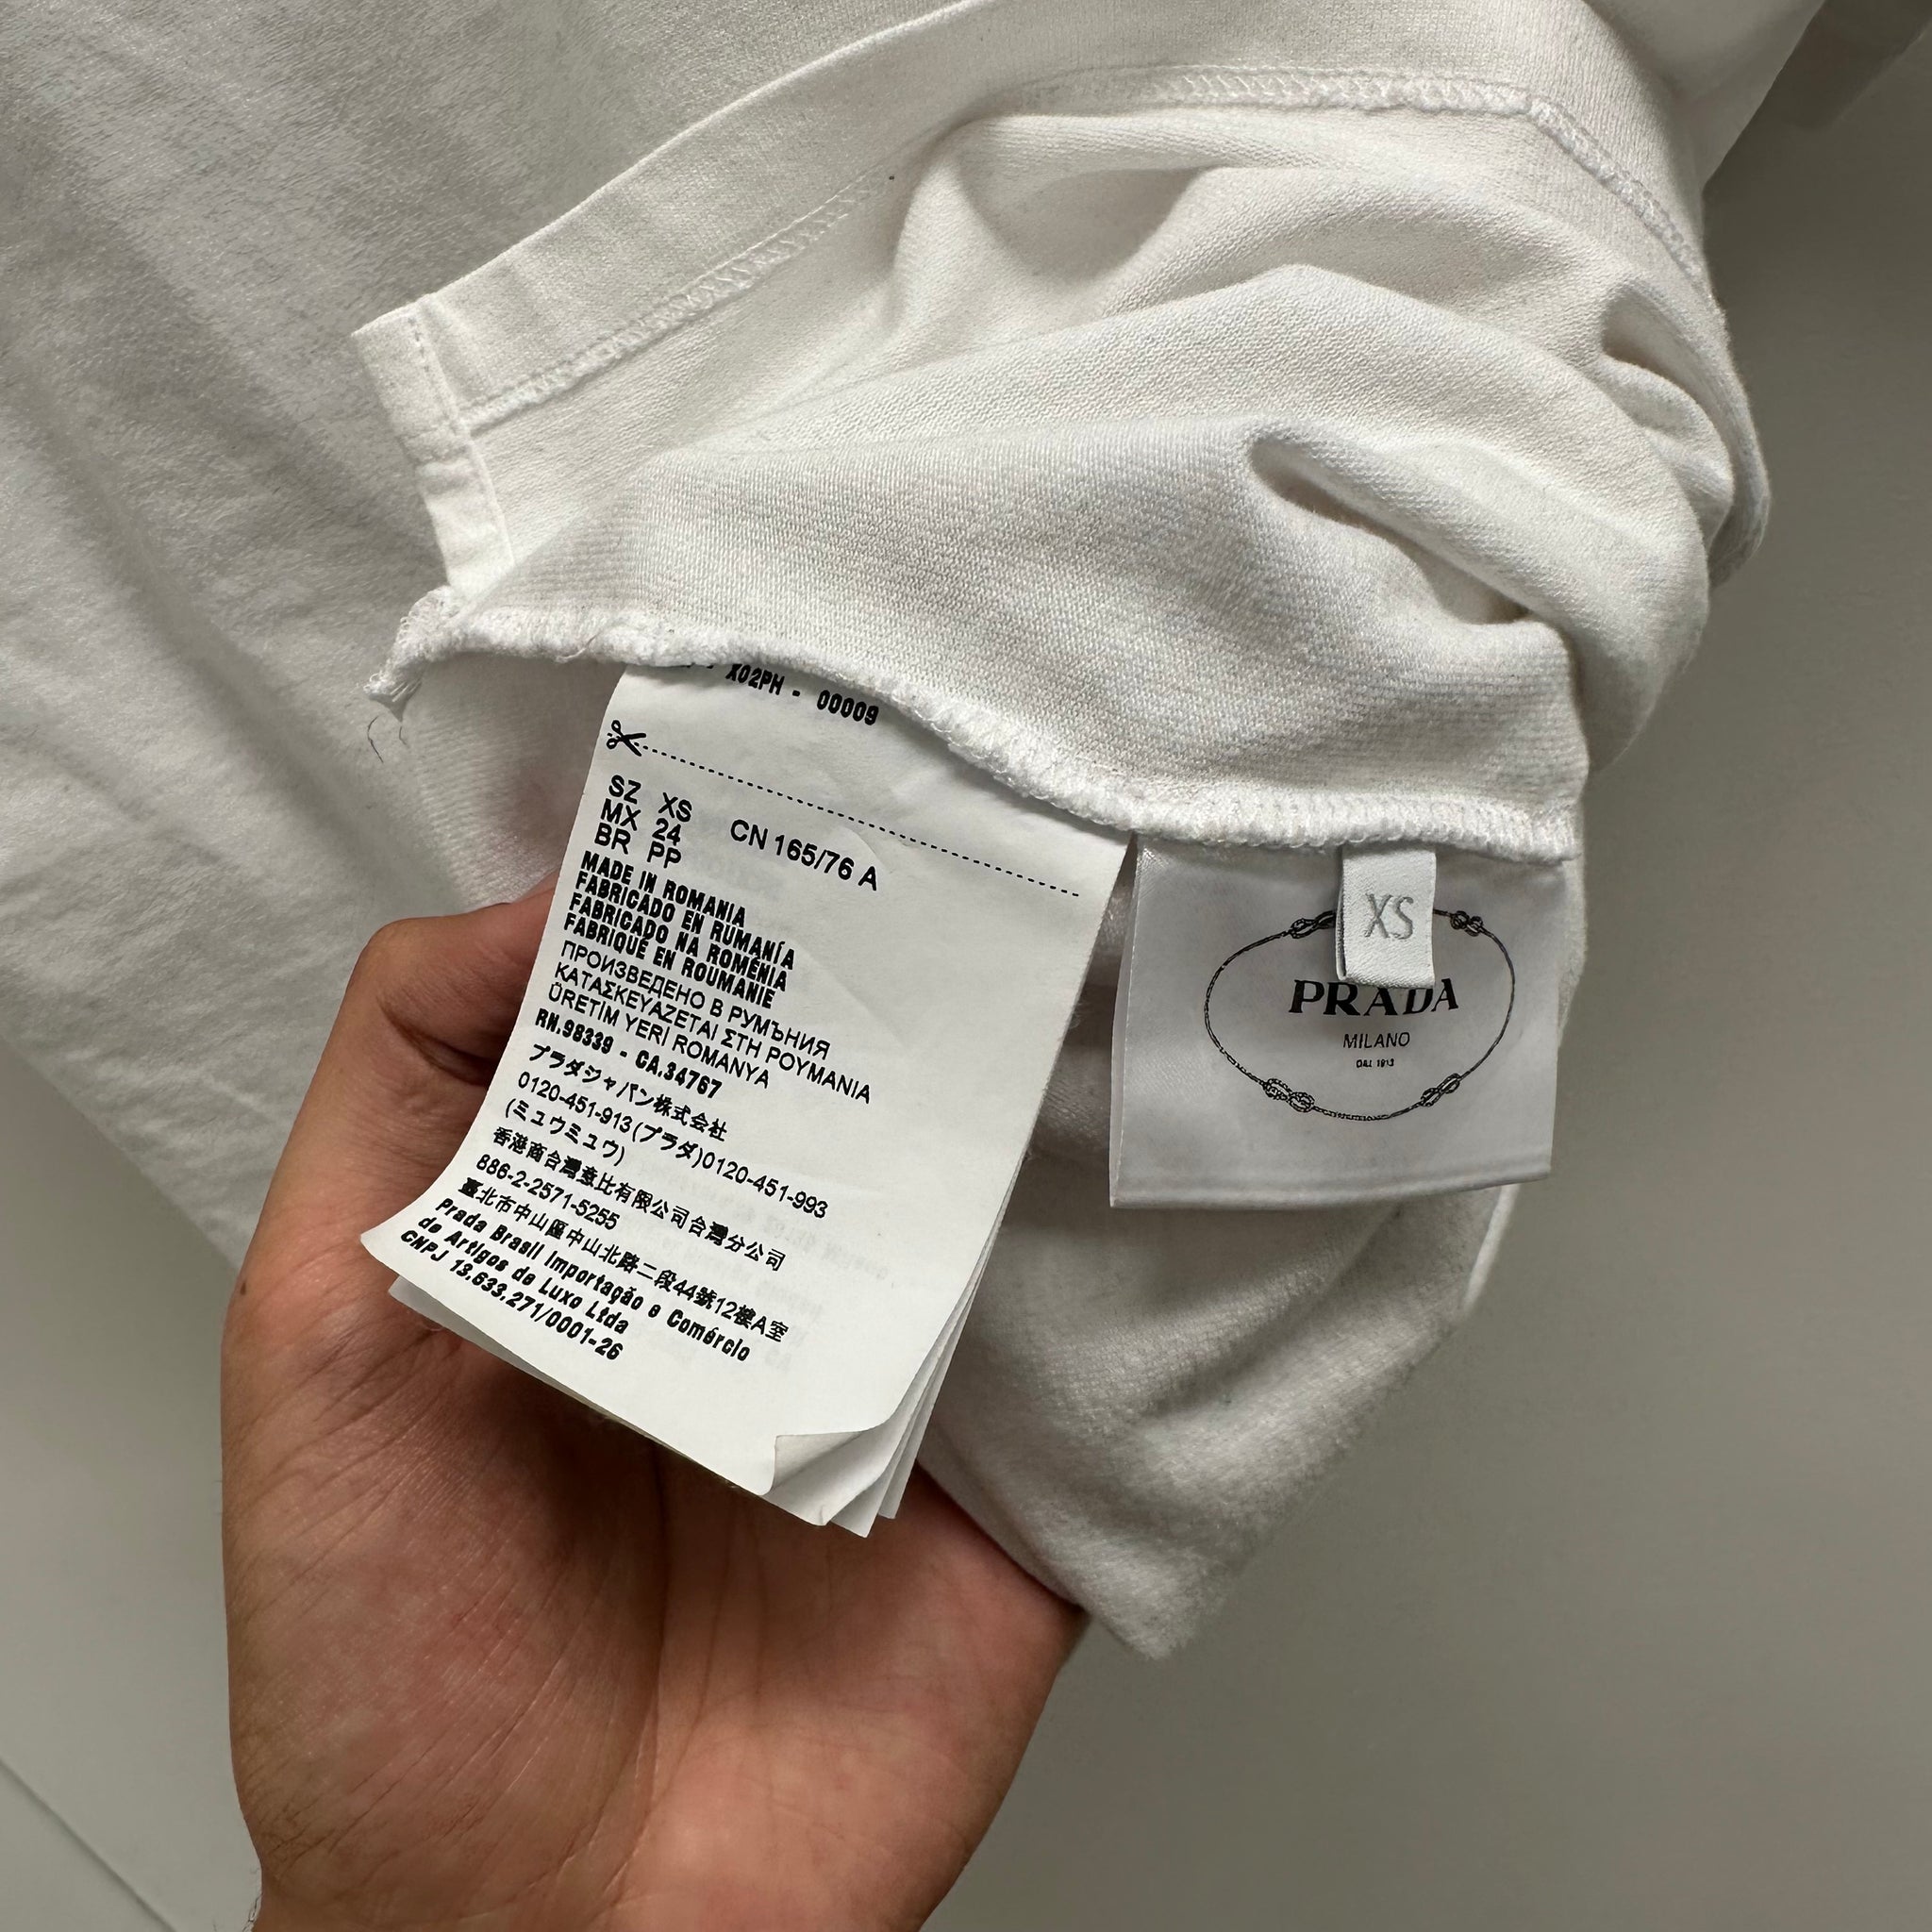 X02PH - 00009
SZ XS
MX 24 CN 165/76 A
BR PP
MADE IN ROMANIA
FABRICADO EN RUMANÍA
FABRICADO NA ROMÊNIA
FABRIQUÉ EN ROUMANIE
ПРОИЗВЕДЕНО В РУМЪНИЯ
ΚΑΤΑΣΚΕΥΑΖΕΤΑΙ ΣΤΗ ΡΟΥΜΑΝΙΑ
ÜRETİM YERİ ROMANYA
RN.98339 - CA.34767
プラダジャパン株式会社
0120-451-913(プラダ)0120-451-993
(ミュウミュウ)
香港商台灣意比有限公司台灣分公司
886-2-2571-5255
臺北市中山區中山北路二段44號12樓A室
Prada Brasil Importação e Comércio
de Artigos de Luxo Ltda
CNPJ 13.633.271/0001-26
XS
PRADA
MILANO
DAL 1913